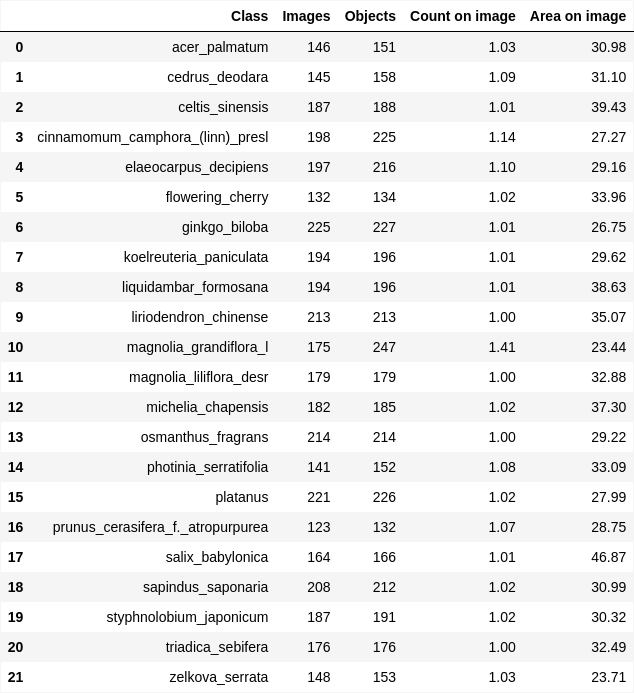 Class Images Objects Count on image Area on image
0 acer_palmatum 146 151 1.03 30.98
1 cedrus_deodara 145 158 1.09 31.10
2 celtis_sinensis 187 188 1.01 39.43
3 cinnamomum_camphora_(linn)_presl 198 225 1.14 27.27
4 elaeocarpus_decipiens 197 216 1.10 29.16
5 flowering_cherry 132 134 1.02 33.96
6 ginkgo_biloba 225 227 1.01 26.75
7 koelreuteria_paniculata 194 196 1.01 29.62
8 liquidambar_formosana 194 196 1.01 38.63
9 liriodendron_chinense 213 213 1.00 35.07
10 magnolia_grandiflora_l 175 247 1.41 23.44
11 magnolia_liliflora_desr 179 179 1.00 32.88
12 michelia_chapensis 182 185 1.02 37.30
13 osmanthus_fragrans 214 214 1.00 29.22
14 photinia_serratifolia 141 152 1.08 33.09
15 platanus 221 226 1.02 27.99
16 prunus_cerasifera_f._atropurpurea 123 132 1.07 28.75
17 salix_babylonica 164 166 1.01 46.87
18 sapindus_saponaria 208 212 1.02 30.99
19 styphnolobium_japonicum 187 191 1.02 30.32
20 triadica_sebifera 176 176 1.00 32.49
21 zelkova_serrata 148 153 1.03 23.71